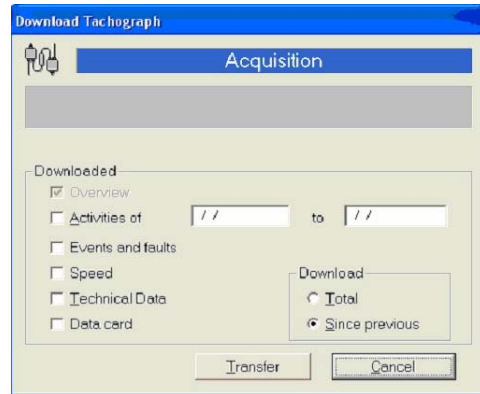 Download Tachograph
Acquisition
Downloaded
Overview
Activities of / / to / /
Events and faults
Speed
Technical Data
Data card
Download
Total
Since previous
Transfer
Cancel